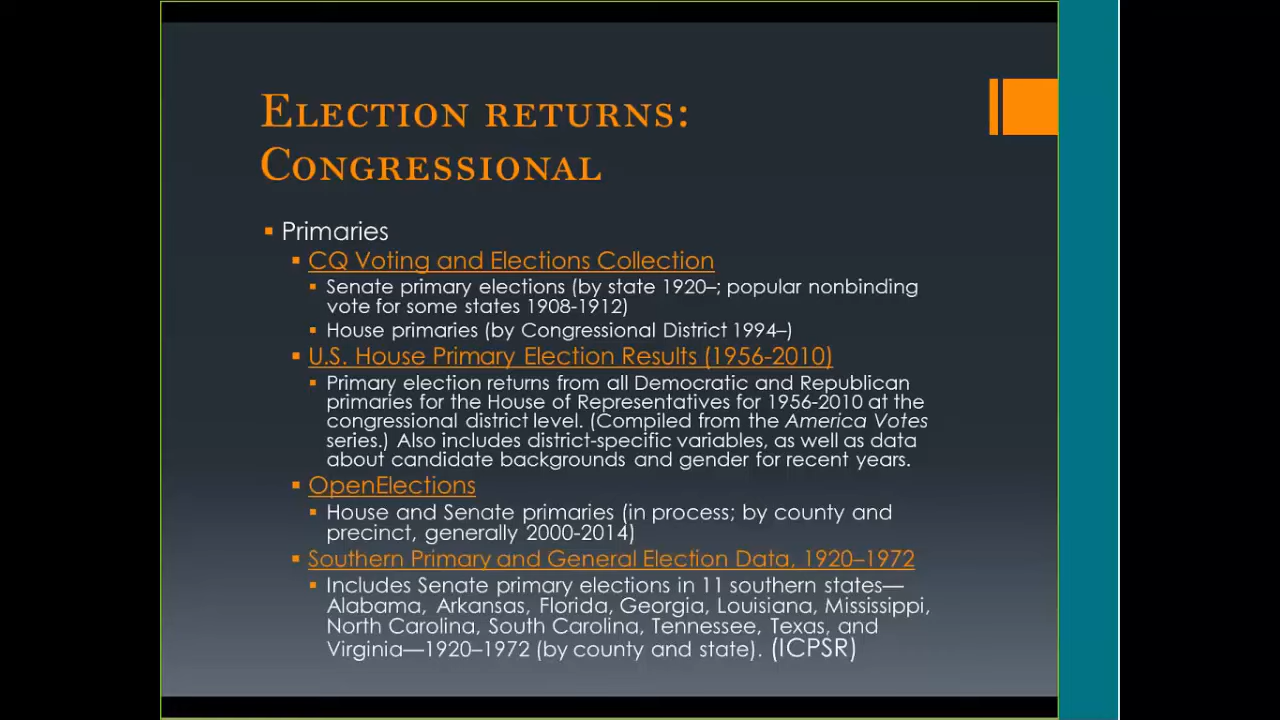 Election returns:
Congressional
Primaries
CQ Voting and Elections Collection
Senate primary elections (by state 1920–; popular nonbinding
vote for some states 1908-1912)
House primaries (by Congressional District 1994–)
U.S. House Primary Election Results (1956-2010)
Primary election returns from all Democratic and Republican
primaries for the House of Representatives for 1956-2010 at the
congressional district level. (Compiled from the America Votes
series.) Also includes district-specific variables, as well as data
about candidate backgrounds and gender for recent years.
OpenElections
House and Senate primaries (in process; by county and
precinct, generally 2000-2014)
Southern Primary and General Election Data, 1920–1972
Includes Senate primary elections in 11 southern states—
Alabama, Arkansas, Florida, Georgia, Louisiana, Mississippi,
North Carolina, South Carolina, Tennessee, Texas, and
Virginia—1920–1972 (by county and state). (ICPSR)